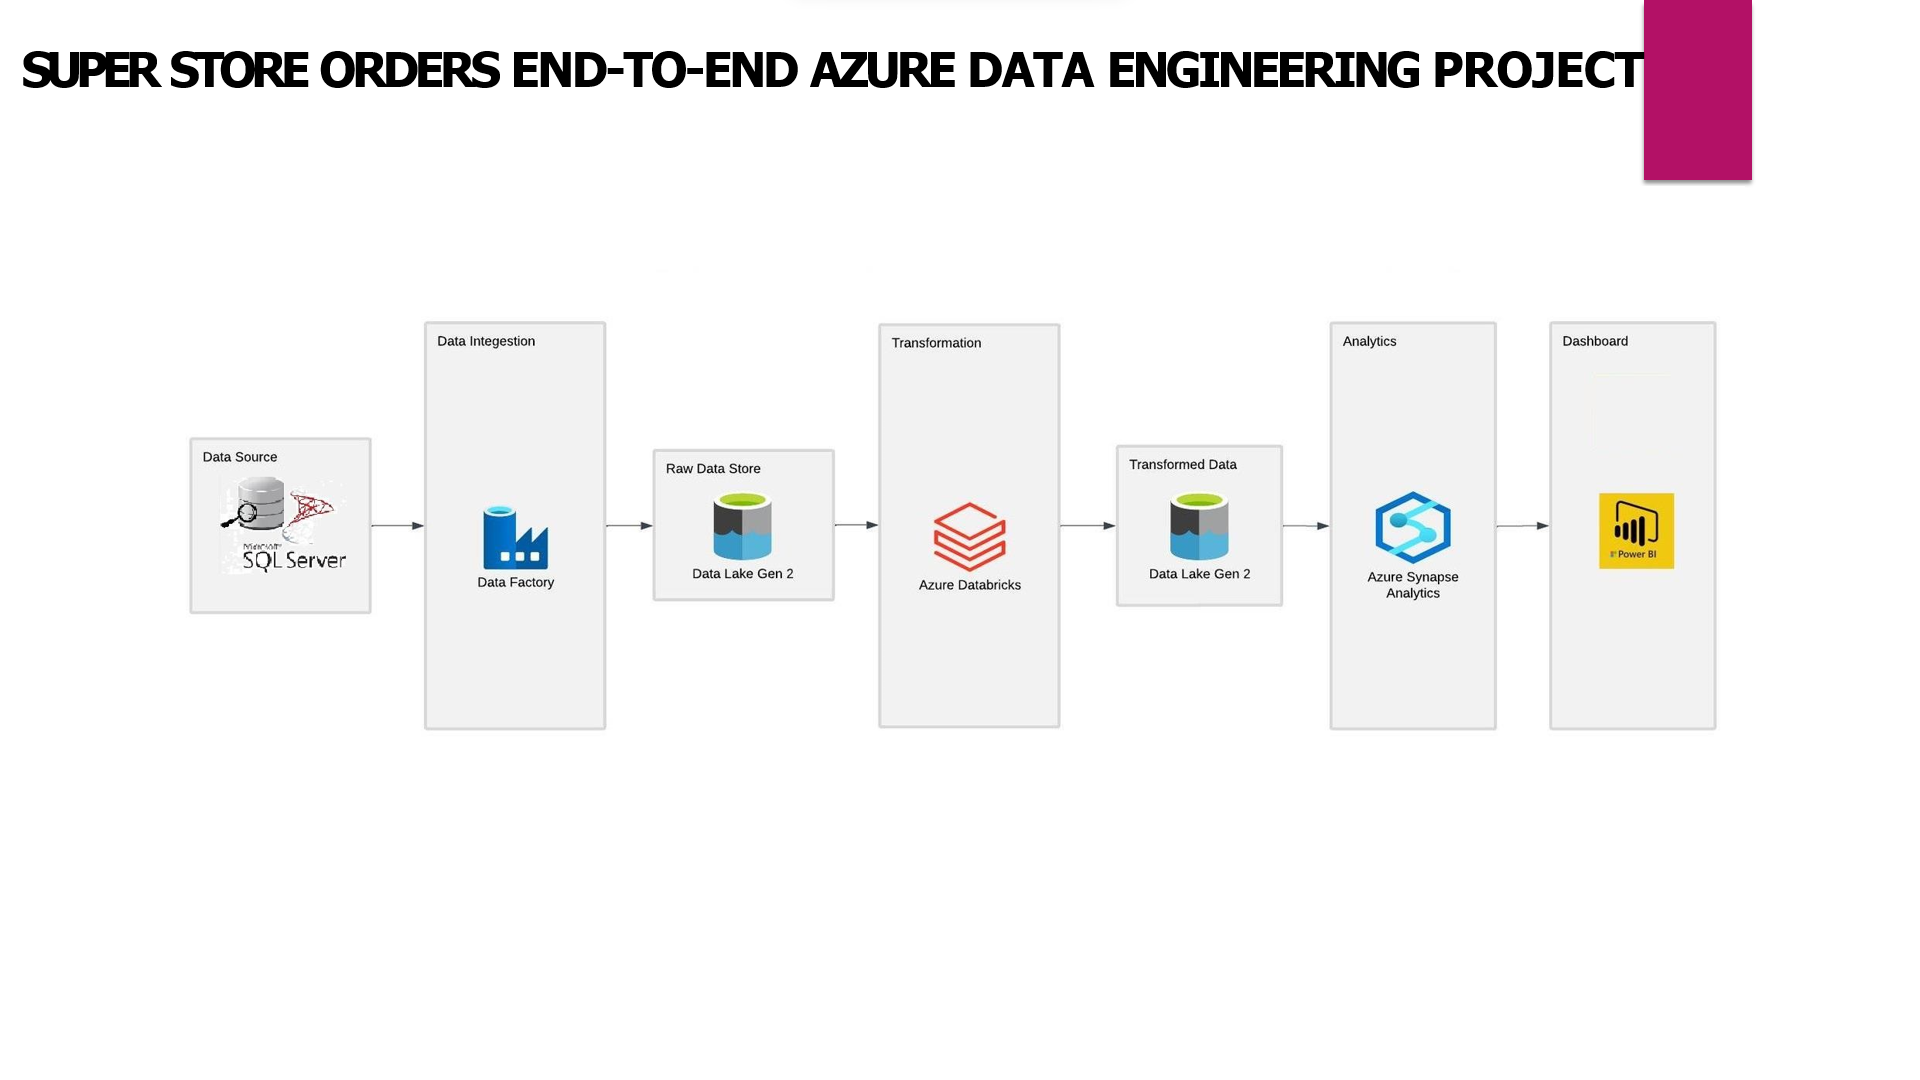 SUPER STORE ORDERS END-TO-END AZURE DATA ENGINEERING PROJECT
Data Source
Microsoft
SQL Server
Data Integestion
Data Factory
Raw Data Store
Data Lake Gen 2
Transformation
Azure Databricks
Transformed Data
Data Lake Gen 2
Analytics
Azure Synapse
Analytics
Dashboard
Power BI